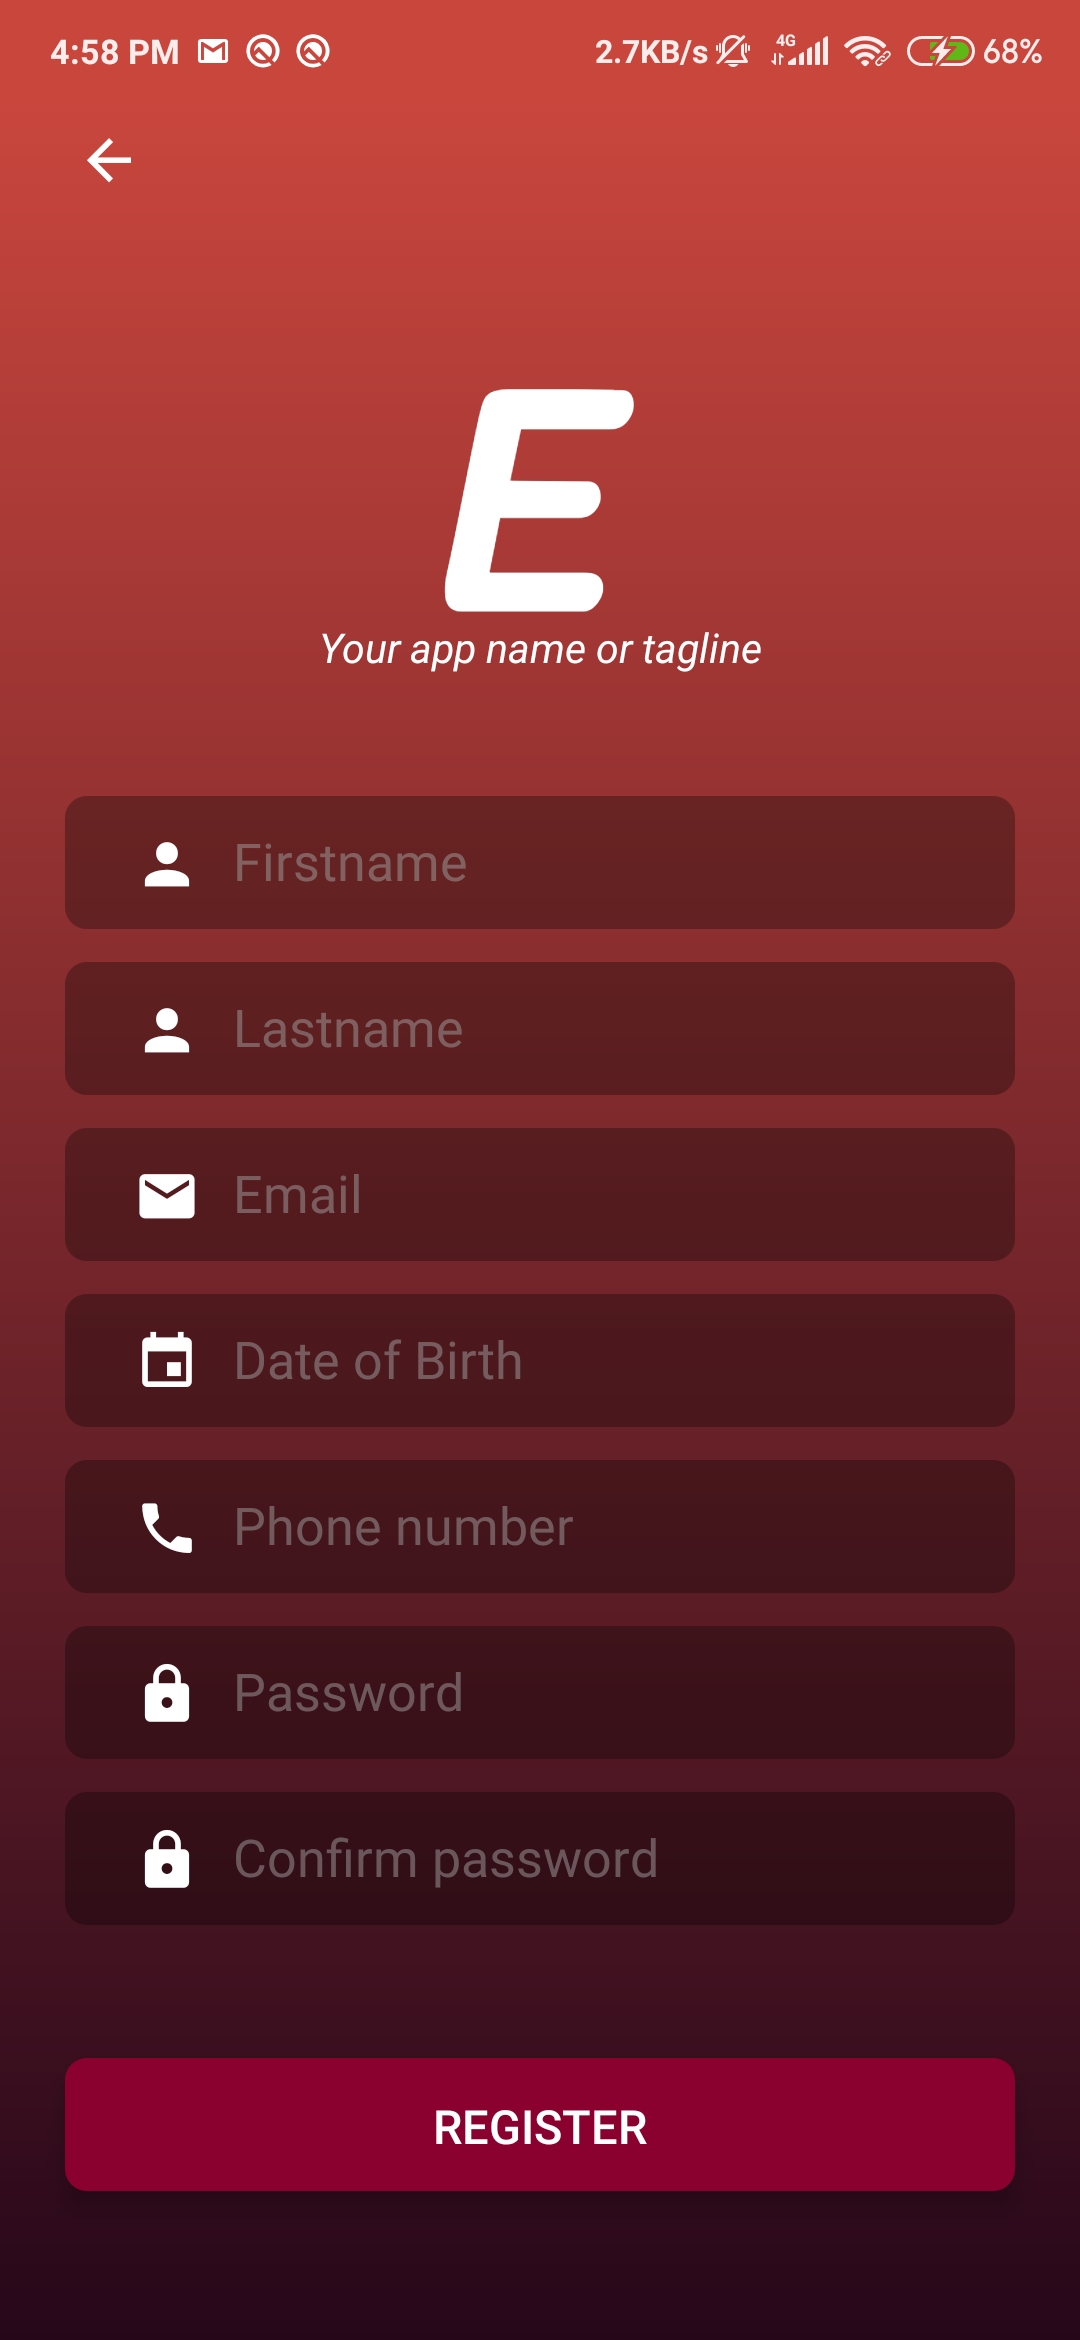 4:58 PM 2.7KB/s 4G 68%
E
Your app name or tagline
Firstname
Lastname
Email
Date of Birth
Phone number
Password
Confirm password
REGISTER